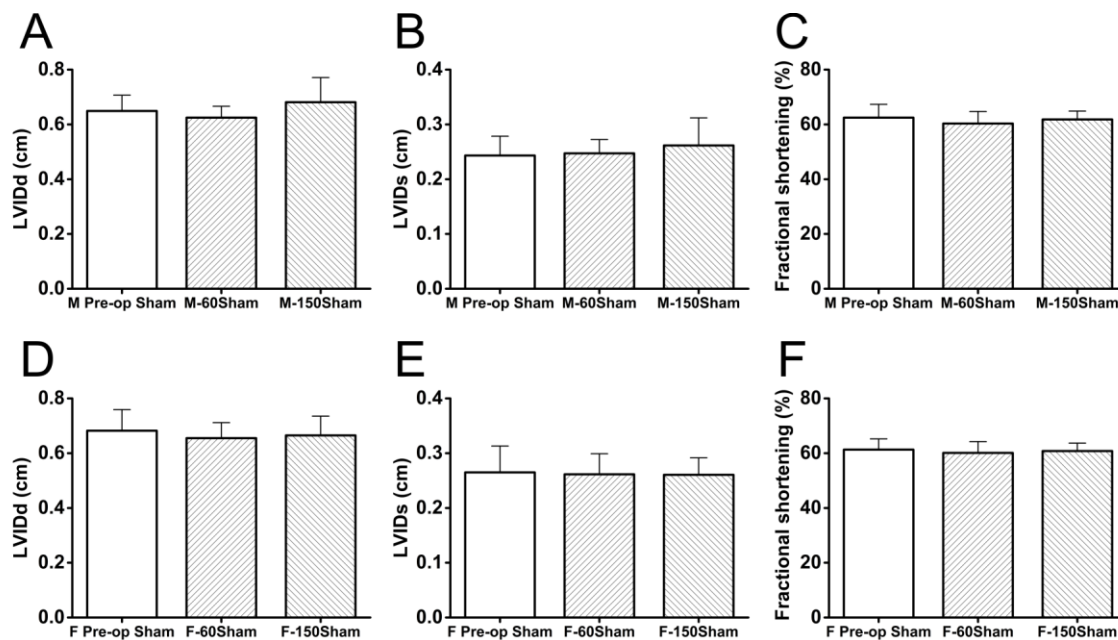 A
LVIDd (cm)
0.8
0.6
0.4
0.2
0.0
M Pre-op Sham M-60Sham M-150Sham
B
LVIDs (cm)
0.4
0.3
0.2
0.1
0.0
M Pre-op Sham M-60Sham M-150Sham
C
Fractional shortening (%)
80
60
40
20
0
M Pre-op Sham M-60Sham M-150Sham
D
LVIDd (cm)
0.8
0.6
0.4
0.2
0.0
F Pre-op Sham F-60Sham F-150Sham
E
LVIDs (cm)
0.4
0.3
0.2
0.1
0.0
F Pre-op Sham F-60Sham F-150Sham
F
Fractional shortening (%)
80
60
40
20
0
F Pre-op Sham F-60Sham F-150Sham